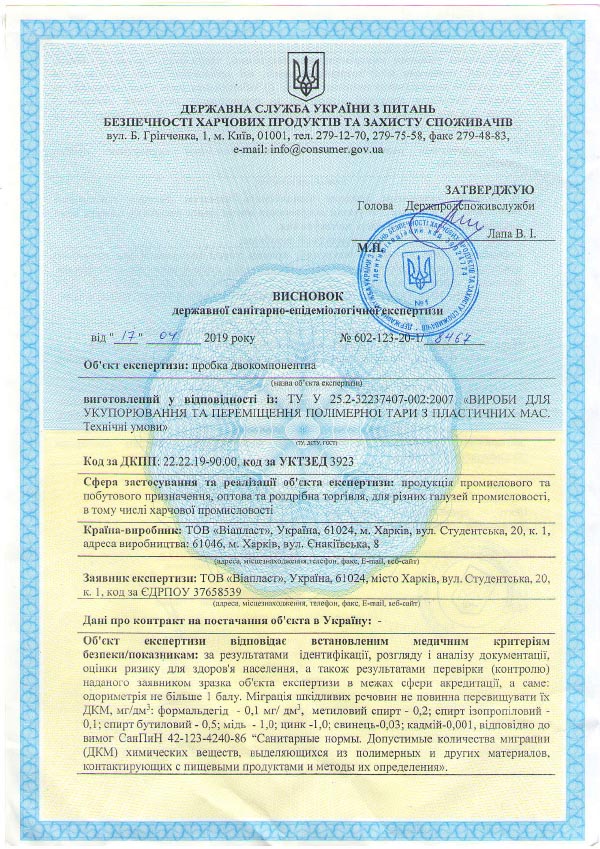 ДЕРЖАВНА СЛУЖБА УКРАЇНИ З ПИТАНЬ
БЕЗПЕЧНОСТІ ХАРЧОВИХ ПРОДУКТІВ ТА ЗАХИСТУ СПОЖИВАЧІВ
вул. Б. Грінченка, 1, м. Київ, 01001, тел. 279-12-70, 279-75-58, факс 279-48-83,
e-mail: info@consumer.gov.ua
ЗАТВЕРДЖУЮ
Голова Держпродспоживслужби
Лапа В. І.
М.П.
№1
ВИСНОВОК
державної санітарно-епідеміологічної експертизи
від "17" 04 2019 року № 602-123-20-1/ 8467
Об'єкт експертизи: пробка двокомпонентна
(назва об'єкта експертизи)
виготовлений у відповідності із: ТУ У 25.2-32237407-002:2007 «ВИРОБИ ДЛЯ
УКУПОРЮВАННЯ ТА ПЕРЕМІЩЕННЯ ПОЛІМЕРНОЇ ТАРИ З ПЛАСТИЧНИХ МАС.
Технічні умови»
(ТУ, ДСТУ, ГОСТ)
Код за ДКПП: 22.22.19-90.00, код за УКТЗЕД 3923
Сфера застосування та реалізації об'єкта експертизи: продукція промислового та
побутового призначення, оптова та роздрібна торгівля, для різних галузей промисловості,
в тому числі харчової промисловості
Країна-виробник: ТОВ «Віапласт», Україна, 61024, м. Харків, вул. Студентська, 20, к. 1,
адреса виробництва: 61046, м. Харків, вул. Єнакіївська, 8
(адреса, місцезнаходження,телефон, факс, E-mail, веб-сайт)
Заявник експертизи: ТОВ «Віапласт», Україна, 61024, місто Харків, вул. Студентська, 20,
к. 1, код за ЄДРПОУ 37658539
(адреса, місцезнаходження, телефон, факс, E-mail, веб-сайт)
Дані про контракт на постачання об'єкта в Україну: -
Об'єкт експертизи відповідає встановленим медичним критеріям
безпеки/показникам: за результатами ідентифікації, розгляду і аналізу документації,
оцінки ризику для здоров'я населення, а також результатами перевірки (контролю)
наданого заявником зразка об'єкта експертизи в межах сфери акредитації, а саме:
одориметрія не більше 1 балу. Міграція шкідливих речовин не повинна перевищувати їх
ДКМ, мг/дм³: формальдегід - 0,1 мг/ дм³, метиловий спирт - 0,2; спирт ізопропіловий -
0,1; спирт бутиловий - 0,5; мідь - 1,0; цинк -1,0; свинець-0,03; кадмій-0,001, відповідно до
вимог СанПиН 42-123-4240-86 “Санитарные нормы. Допустимые количества миграции
(ДКМ) химических веществ, выделяющихся из полимерных и других материалов,
контактирующих с пищевыми продуктами и методы их определения».